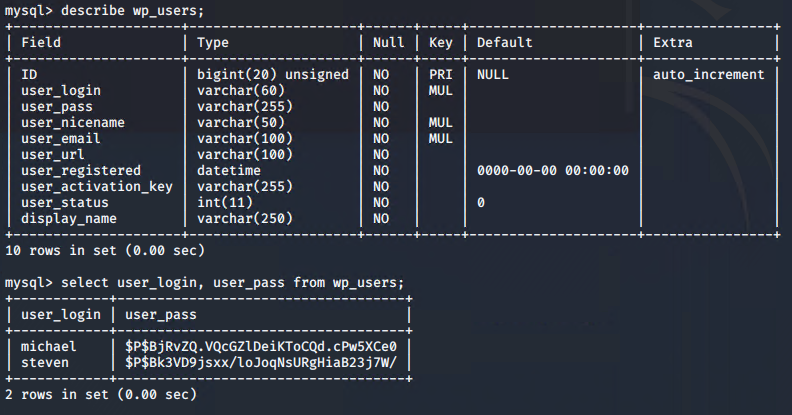 mysql> describe wp_users;
+---------------------+---------------------+------+-----+---------------------+----------------+
| Field               | Type                | Null | Key | Default             | Extra          |
+---------------------+---------------------+------+-----+---------------------+----------------+
| ID                  | bigint(20) unsigned | NO   | PRI | NULL                | auto_increment |
| user_login          | varchar(60)         | NO   | MUL |                     |                |
| user_pass           | varchar(255)        | NO   |     |                     |                |
| user_nicename       | varchar(50)         | NO   | MUL |                     |                |
| user_email          | varchar(100)        | NO   | MUL |                     |                |
| user_url            | varchar(100)        | NO   |     |                     |                |
| user_registered     | datetime            | NO   |     | 0000-00-00 00:00:00 |                |
| user_activation_key | varchar(255)        | NO   |     |                     |                |
| user_status         | int(11)             | NO   |     | 0                   |                |
| display_name        | varchar(250)        | NO   |     |                     |                |
+---------------------+---------------------+------+-----+---------------------+----------------+
10 rows in set (0.00 sec)
mysql> select user_login, user_pass from wp_users;
+------------+------------------------------------+
| user_login | user_pass                          |
+------------+------------------------------------+
| michael    | $P$BjRvZQ.VQcGZlDeiKToCQd.cPw5XCe0 |
| steven     | $P$Bk3VD9jsxx/loJoqNsURgHiaB23j7W/ |
+------------+------------------------------------+
2 rows in set (0.00 sec)